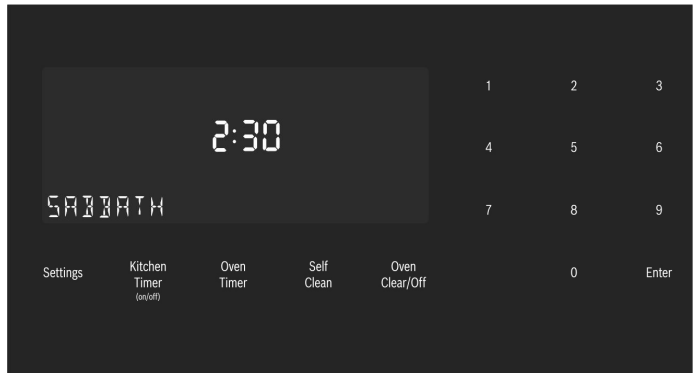 2:30
SABBATH
1 2 3
4 5 6
7 8 9
0 Enter
Settings
Kitchen
Timer
(on/off)
Oven
Timer
Self
Clean
Oven
Clear/Off